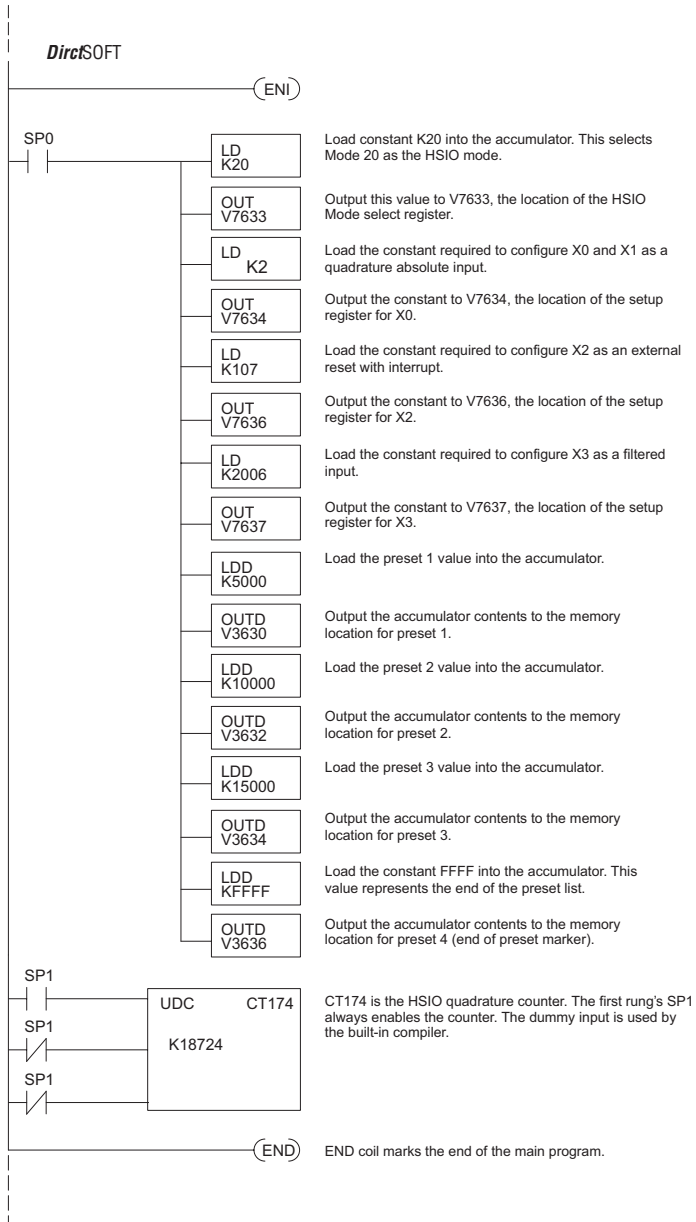 DirctSOFT
ENI
SP0
LD
K20
Load constant K20 into the accumulator. This selects
Mode 20 as the HSIO mode.
OUT
V7633
Output this value to V7633, the location of the HSIO
Mode select register.
LD
K2
Load the constant required to configure X0 and X1 as a
quadrature absolute input.
OUT
V7634
Output the constant to V7634, the location of the setup
register for X0.
LD
K107
Load the constant required to configure X2 as an external
reset with interrupt.
OUT
V7636
Output the constant to V7636, the location of the setup
register for X2.
LD
K2006
Load the constant required to configure X3 as a filtered
input.
OUT
V7637
Output the constant to V7637, the location of the setup
register for X3.
LDD
K5000
Load the preset 1 value into the accumulator.
OUTD
V3630
Output the accumulator contents to the memory
location for preset 1.
LDD
K10000
Load the preset 2 value into the accumulator.
OUTD
V3632
Output the accumulator contents to the memory
location for preset 2.
LDD
K15000
Load the preset 3 value into the accumulator.
OUTD
V3634
Output the accumulator contents to the memory
location for preset 3.
LDD
KFFFF
Load the constant FFFF into the accumulator. This
value represents the end of the preset list.
OUTD
V3636
Output the accumulator contents to the memory
location for preset 4 (end of preset marker).
SP1
UDC CT174
CT174 is the HSIO quadrature counter. The first rung's SP1
always enables the counter. The dummy input is used by
the built-in compiler.
SP1
K18724
SP1
END
END coil marks the end of the main program.